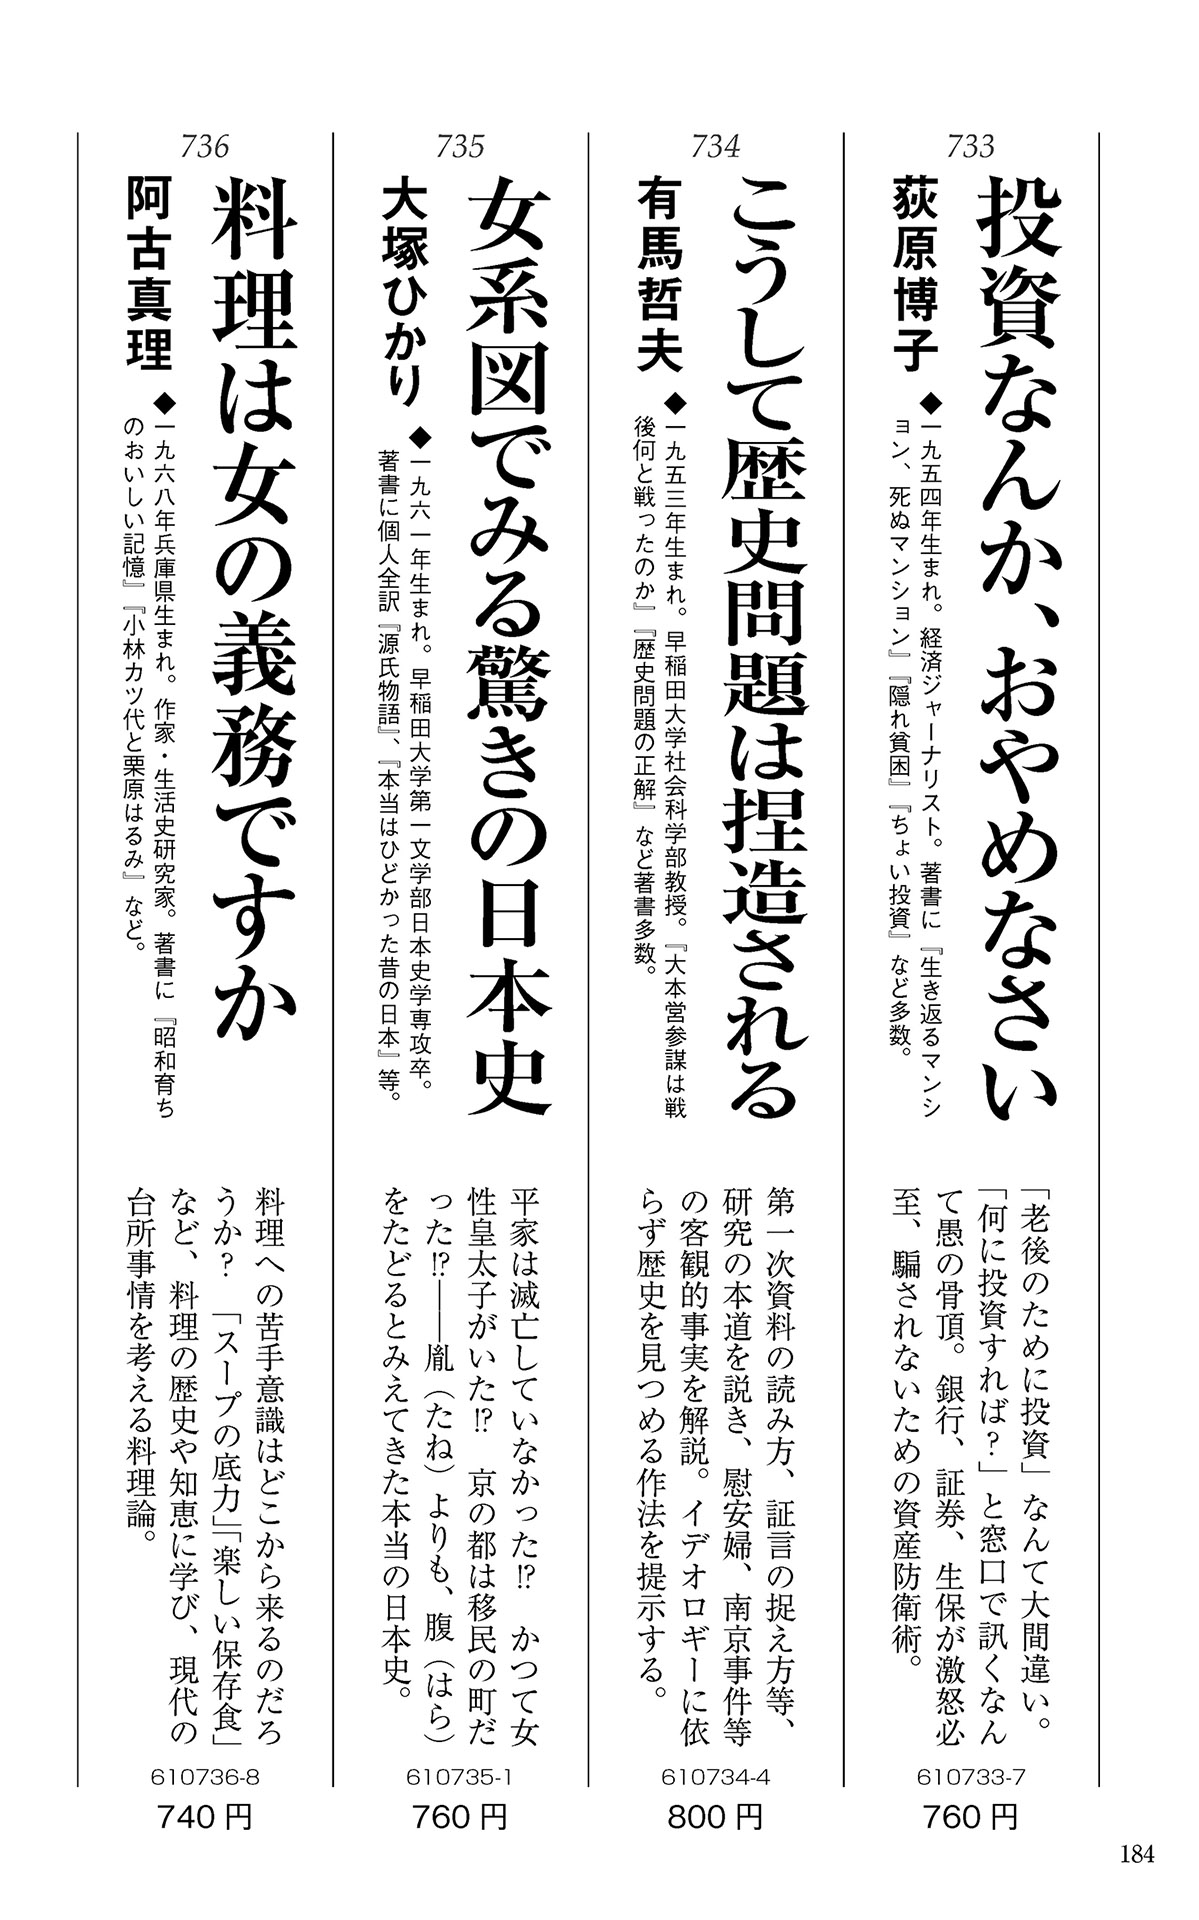 733
投資なんか、おやめなさい
荻原博子
◆一九五四年生まれ。経済ジャーナリスト。著書に『生き返るマンシ
ョン、死ぬマンション』『隠れ貧困』『ちょい投資』など多数。
「老後のために投資」なんて大間違い。
「何に投資すれば？」と窓口で訊くなん
て愚の骨頂。銀行、証券、生保が激怒必
至、騙されないための資産防衛術。
610733-7
760円
734
こうして歴史問題は捏造される
有馬哲夫
◆一九五三年生まれ。早稲田大学社会科学部教授。『大本営参謀は戦
後何と戦ったのか』『歴史問題の正解』など著書多数。
第一次資料の読み方、証言の捉え方等、
研究の本道を説き、慰安婦、南京事件等
の客観的事実を解説。イデオロギーに依
らず歴史を見つめる作法を提示する。
610734-4
800円
735
女系図でみる驚きの日本史
大塚ひかり
◆一九六一年生まれ。早稲田大学第一文学部日本史学専攻卒。
著書に個人全訳『源氏物語』、『本当はひどかった昔の日本』等。
平家は滅亡していなかった!?　かつて女
性皇太子がいた!?　京の都は移民の町だ
った!?――胤（たね）よりも、腹（はら）
をたどるとみえてきた本当の日本史。
610735-1
760円
736
料理は女の義務ですか
阿古真理
◆一九六八年兵庫県生まれ。作家・生活史研究家。著書に『昭和育ち
のおいしい記憶』『小林カツ代と栗原はるみ』など。
料理への苦手意識はどこから来るのだろ
うか？　「スープの底力」「楽しい保存食」
など、料理の歴史や知恵に学び、現代の
台所事情を考える料理論。
610736-8
740円
184